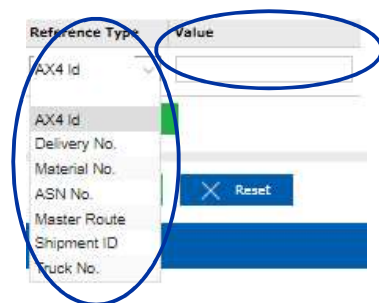 Reference Type Value
AX4 Id
AX4 Id
Delivery No.
Material No.
ASN No.
Master Route
Shipment ID
Truck No.
Reset